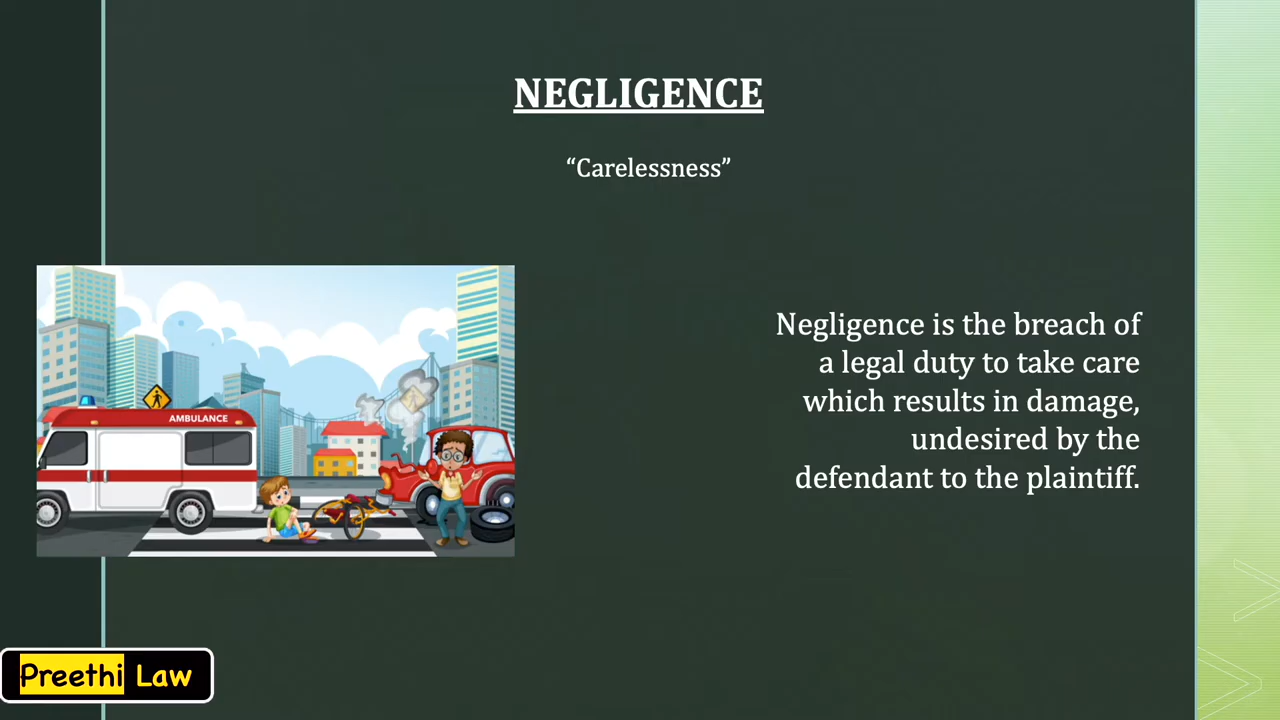 NEGLIGENCE
“Carelessness”
AMBULANCE
Negligence is the breach of
a legal duty to take care
which results in damage,
undesired by the
defendant to the plaintiff.
Preethi Law